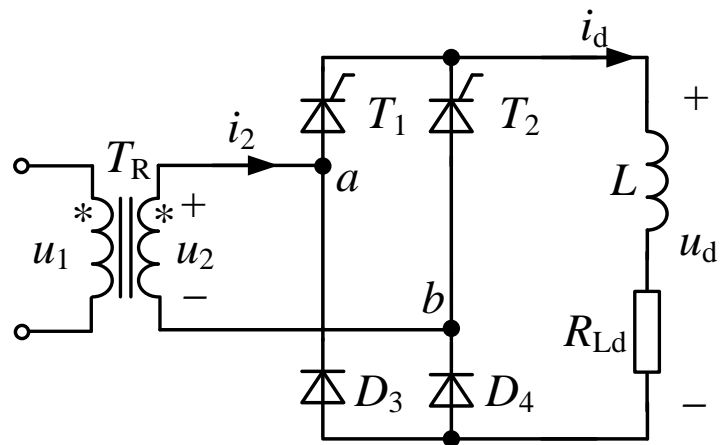 i_d
+
T_1
T_2
i_2
T_R
a
L
*
* +
u_1
u_2
u_d
−
b
R_Ld
D_3
D_4
−